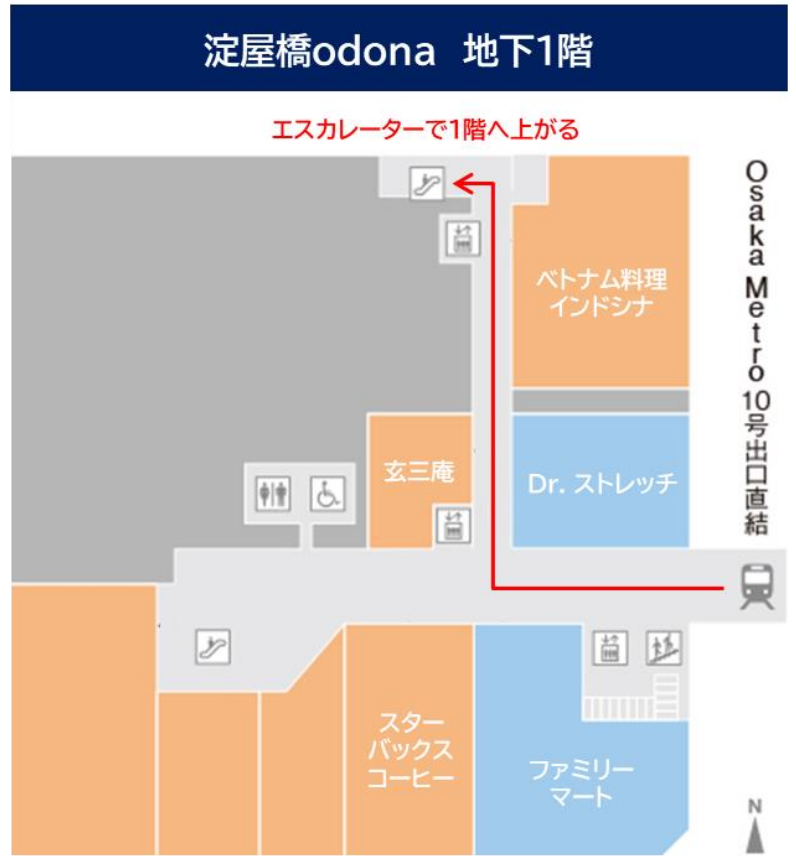 淀屋橋odona 地下1階
エスカレーターで1階へ上がる
Osaka Metro 10号出口直結
ベトナム料理
インドシナ
玄三庵
Dr. ストレッチ
スター
バックス
コーヒー
ファミリー
マート
N